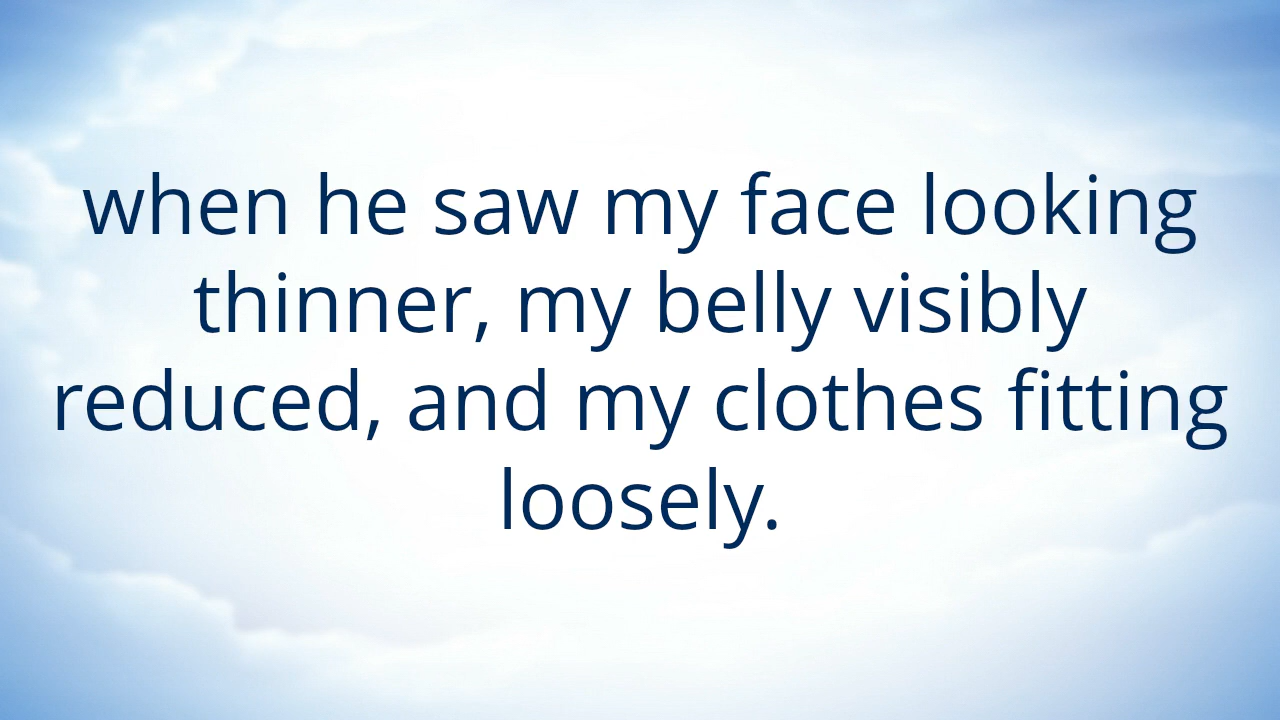 when he saw my face looking
thinner, my belly visibly
reduced, and my clothes fitting
loosely.